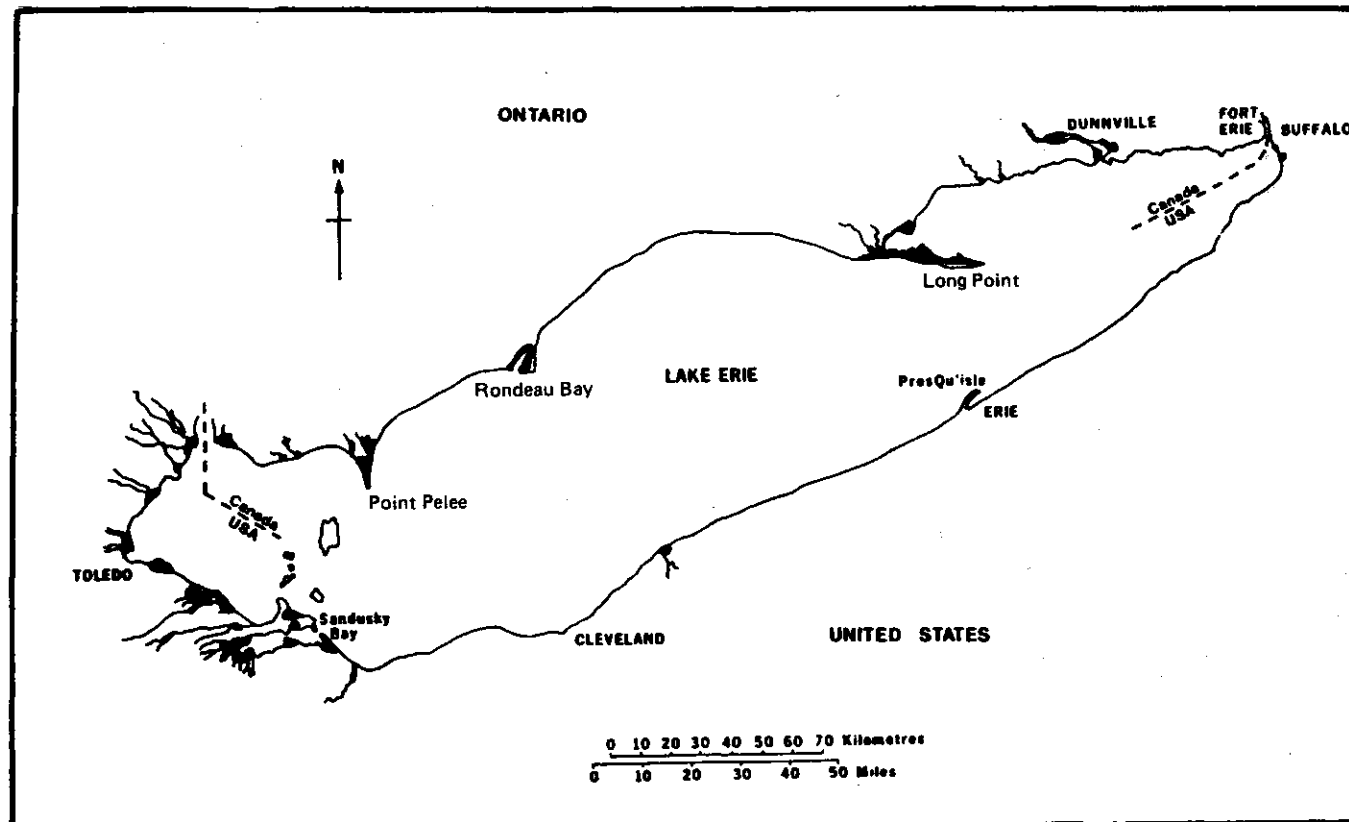 ONTARIO
N
DUNNVILLE
FORT
ERIE
BUFFALO
Canada
USA
Long Point
LAKE ERIE
Rondeau Bay
PresQu'isle
ERIE
Point Pelee
Canada
USA
TOLEDO
Sandusky
Bay
CLEVELAND
UNITED STATES
0 10 20 30 40 50 60 70 Kilometres
0 10 20 30 40 50 Miles